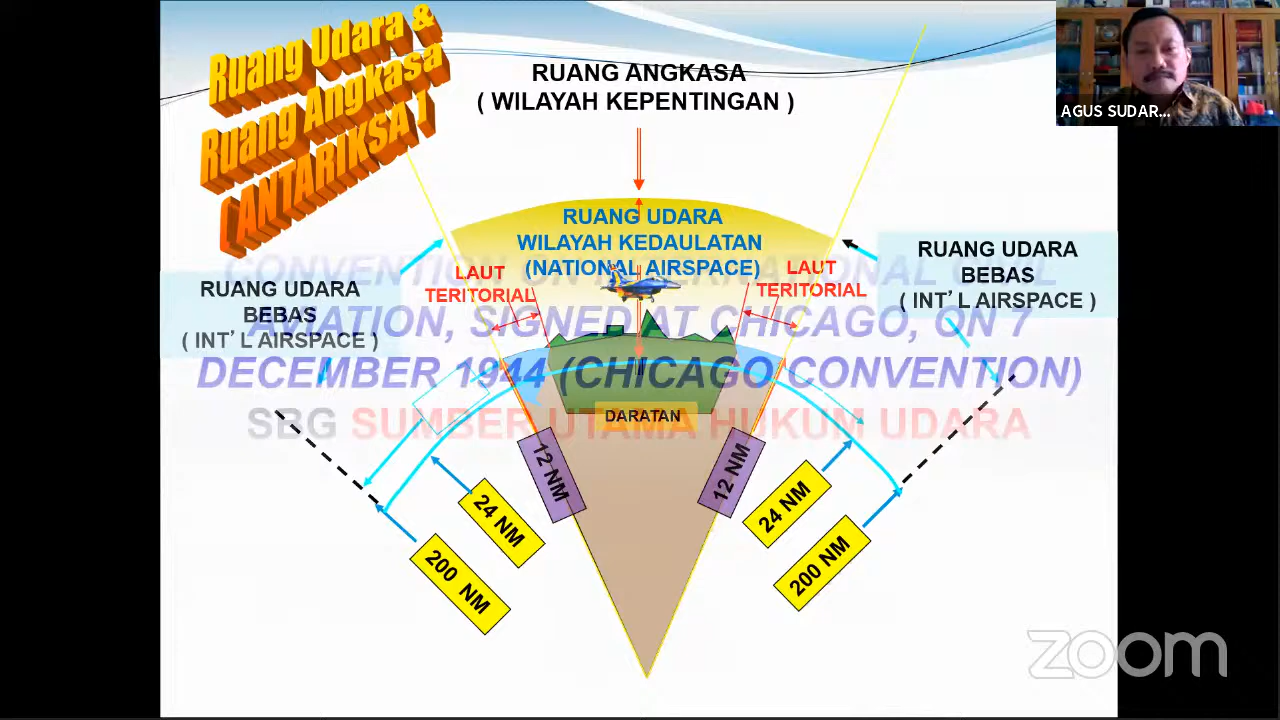 Ruang Udara &
Ruang Angkasa
( ANTARIKSA )
RUANG ANGKASA
( WILAYAH KEPENTINGAN )
AGUS SUDAR...
RUANG UDARA
WILAYAH KEDAULATAN
(NATIONAL AIRSPACE)
LAUT
TERITORIAL
LAUT
TERITORIAL
RUANG UDARA
BEBAS
( INT' L AIRSPACE )
RUANG UDARA
BEBAS
( INT' L AIRSPACE )
CONVENTION ON INTERNATIONAL CIVIL
AVIATION, SIGNED AT CHICAGO, ON 7
DECEMBER 1944 (CHICAGO CONVENTION)
SBG SUMBER UTAMA HUKUM UDARA
DARATAN
12 NM
12 NM
24 NM
24 NM
200 NM
200 NM
zoom